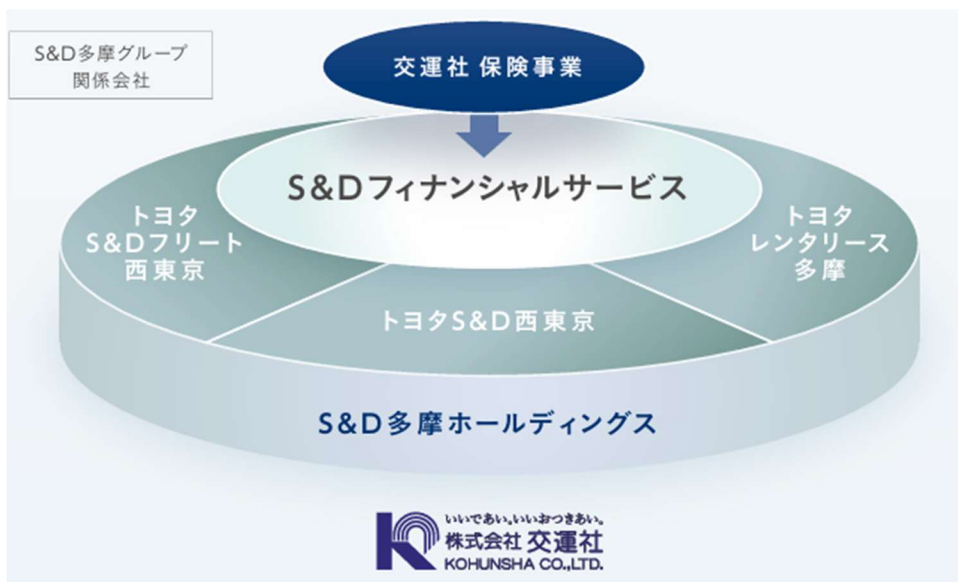 S&D多摩グループ
関係会社
交運社 保険事業
S&Dフィナンシャルサービス
トヨタ
S&Dフリート
西東京
トヨタ
レンタリース
多摩
トヨタS&D西東京
S&D多摩ホールディングス
いいであい。いいおつきあい。
株式会社 交運社
KOHUNSHA CO.,LTD.